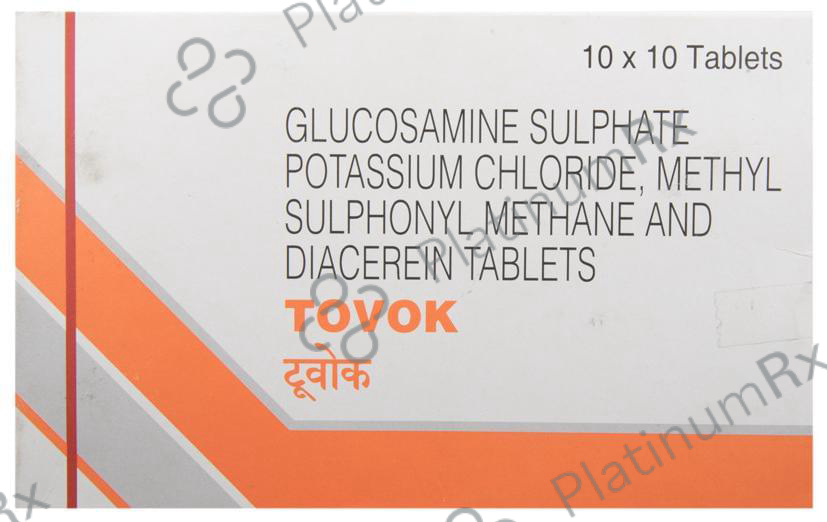 10 x 10 Tablets
GLUCOSAMINE SULPHATE
POTASSIUM CHLORIDE, METHYL
SULPHONYL METHANE AND
DIACEREIN TABLETS
TOVOK
टूवोक
PlatinumRx
PlatinumRx